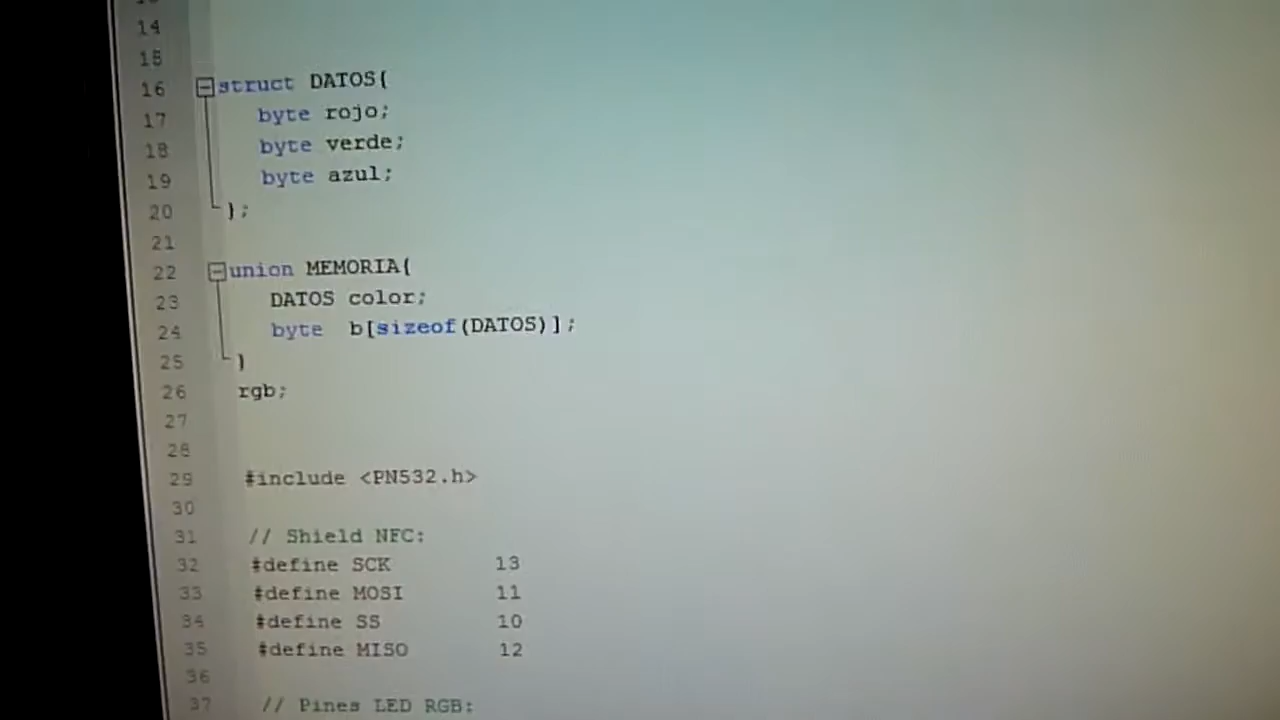 14
15
16 struct DATOS{
17 byte rojo;
18 byte verde;
19 byte azul;
20 };
21
22 union MEMORIA{
23 DATOS color;
24 byte b[sizeof(DATOS)];
25 }
26 rgb;
27
28
29 #include <PN532.h>
30
31 // Shield NFC:
32 #define SCK 13
33 #define MOSI 11
34 #define SS 10
35 #define MISO 12
36
37 // Pines LED RGB: